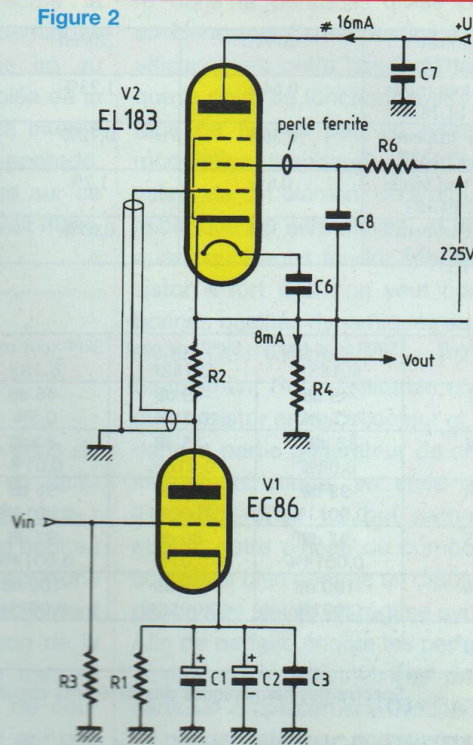 Figure 2
# 16mA
+U
C7
V2
EL183
perle ferrite
R6
C8
225V
C6
8mA
R2
Vout
R4
V1
EC86
Vin
R3
R1
C1
+
C2
+
C3